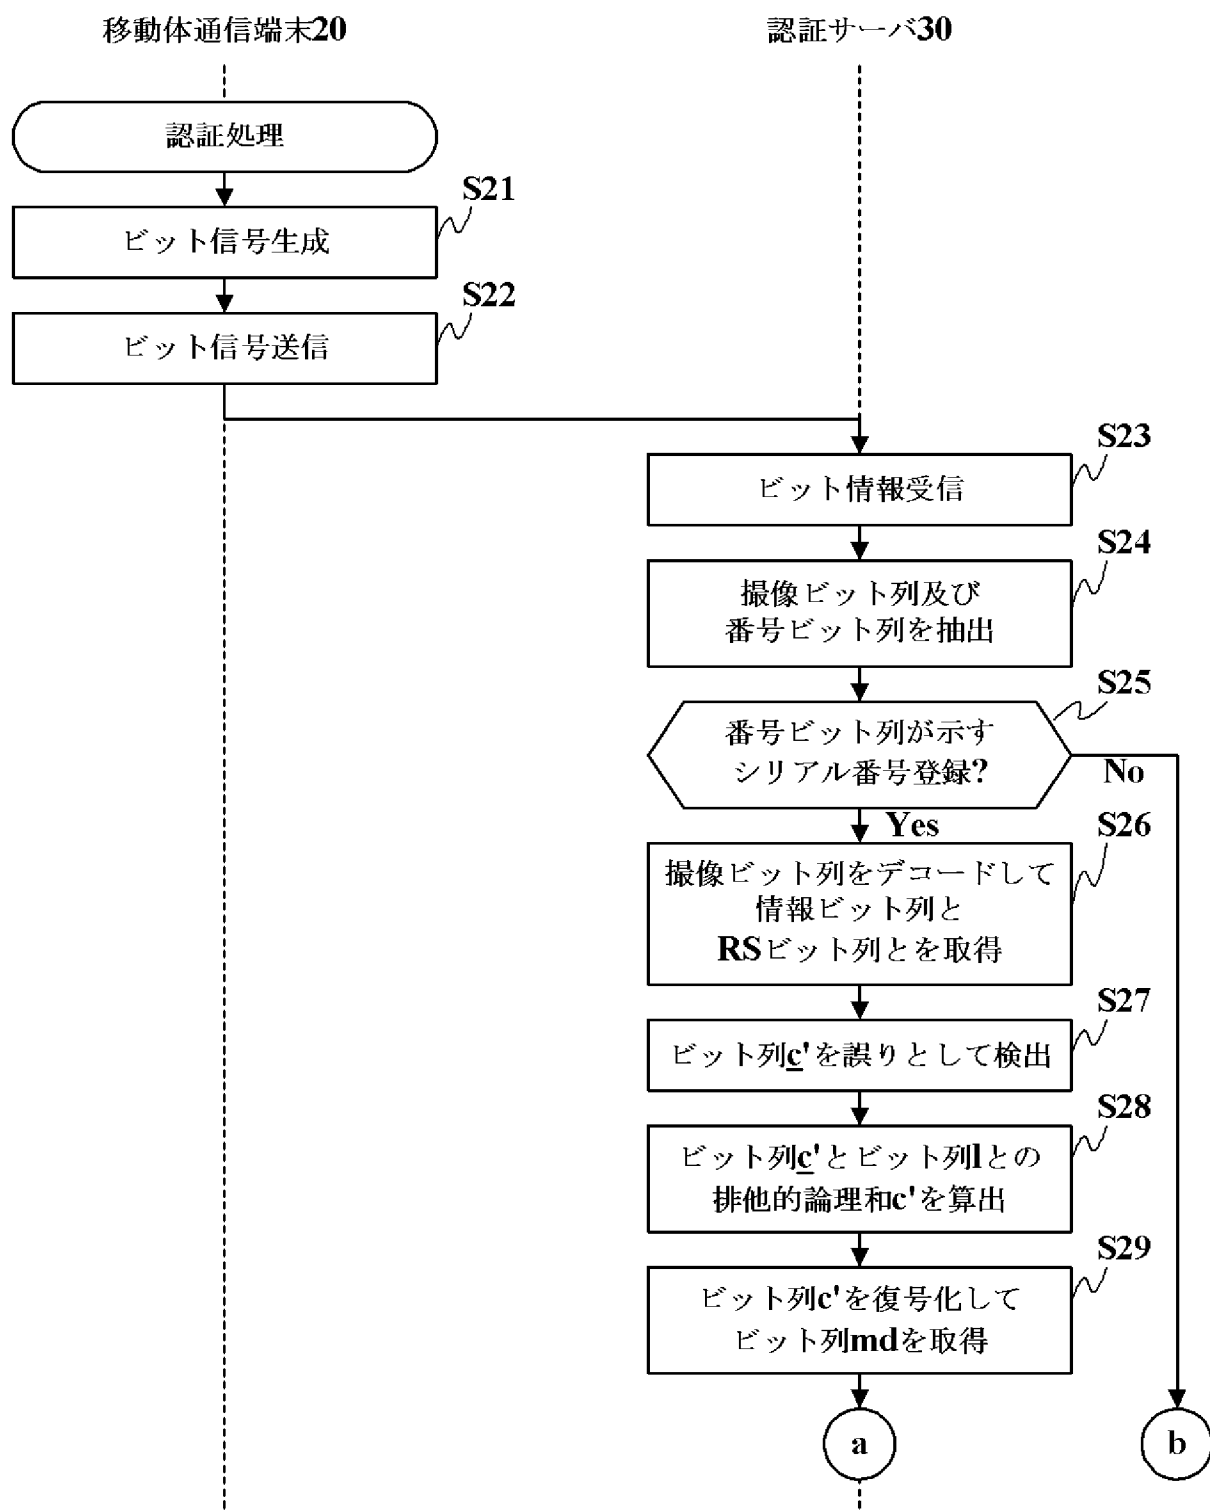 移動体通信端末20
認証サーバ30
認証処理
S21
ビット信号生成
S22
ビット信号送信
S23
ビット情報受信
S24
撮像ビット列及び
番号ビット列を抽出
S25
番号ビット列が示す
シリアル番号登録?
No
Yes
S26
撮像ビット列をデコードして
情報ビット列と
RSビット列とを取得
S27
ビット列c'を誤りとして検出
S28
ビット列c'とビット列lとの
排他的論理和c'を算出
S29
ビット列c'を復号化して
ビット列mdを取得
a
b